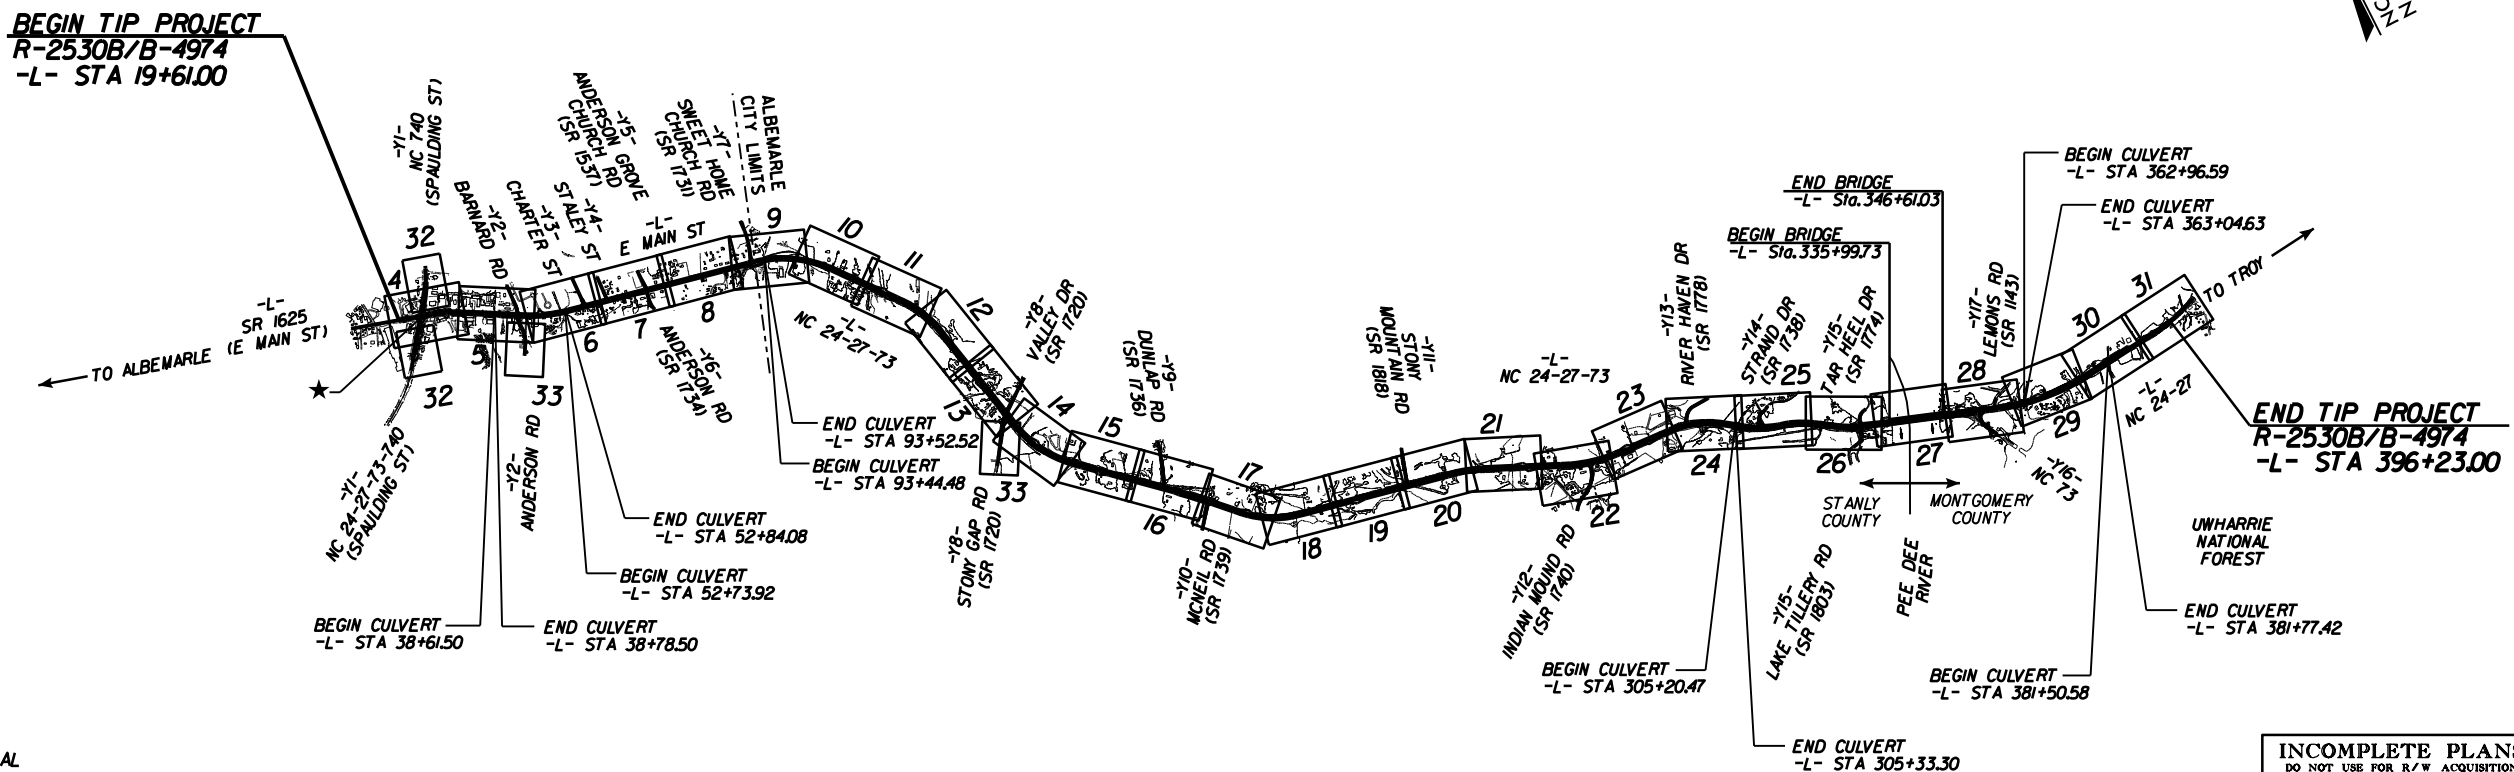 BEGIN TIP PROJECT
R-2530B/B-4974
-L- STA 19+61.00
-L-
SR 1625
(E MAIN ST)
TO ALBEMARLE
-Y1-
NC 740
(SPAULDING ST)
32
4
-Y2-
BARNARD RD
-Y3-
CHARTER ST
-Y4-
STALEY ST
-Y5-
ANDERSON GROVE
CHURCH RD
(SR 1537)
-L-
E MAIN ST
-Y7-
SWEET HOME
CHURCH RD
(SR 1731)
ALBEMARLE
CITY LIMITS
9
10
11
12
5
6
7
8
32
33
★
-Y1-
NC 24-27-73-740
(SPAULDING ST)
-Y2-
ANDERSON RD
-Y6-
ANDERSON RD
(SR 1734)
-L-
NC 24-27-73
-Y8-
VALLEY DR
(SR 1720)
13
14
33
-Y8-
STONY GAP RD
(SR 1720)
BEGIN CULVERT
-L- STA 38+61.50
END CULVERT
-L- STA 38+78.50
BEGIN CULVERT
-L- STA 52+73.92
END CULVERT
-L- STA 52+84.08
END CULVERT
-L- STA 93+52.52
BEGIN CULVERT
-L- STA 93+44.48
15
16
-Y9-
DUNLAP RD
(SR 1736)
17
-Y10-
MCNEIL RD
(SR 1739)
18
19
20
-Y11-
STONY
MOUNTAIN RD
(SR 1818)
21
-L-
NC 24-27-73
22
-Y12-
INDIAN MOUND RD
(SR 1740)
23
-Y13-
RIVER HAVEN DR
(SR 1778)
24
-Y14-
STRAND DR
(SR 1738)
25
-Y15-
TAR HEEL DR
(SR 1774)
26
-Y15-
LAKE TILLERY RD
(SR 1803)
BEGIN CULVERT
-L- STA 305+20.47
END CULVERT
-L- STA 305+33.30
BEGIN BRIDGE
-L- Sta. 335+99.73
END BRIDGE
-L- Sta. 346+61.03
27
STANLY
COUNTY
MONTGOMERY
COUNTY
PEE DEE
RIVER
28
-Y17-
LEMONS RD
(SR 1143)
BEGIN CULVERT
-L- STA 362+96.59
END CULVERT
-L- STA 363+04.63
29
30
31
-Y16-
NC 73
-L-
NC 24-27
TO TROY
BEGIN CULVERT
-L- STA 381+50.58
END CULVERT
-L- STA 381+77.42
UWHARRIE
NATIONAL
FOREST
END TIP PROJECT
R-2530B/B-4974
-L- STA 396+23.00
AL
INCOMPLETE PLANS
DO NOT USE FOR R/W ACQUISITION